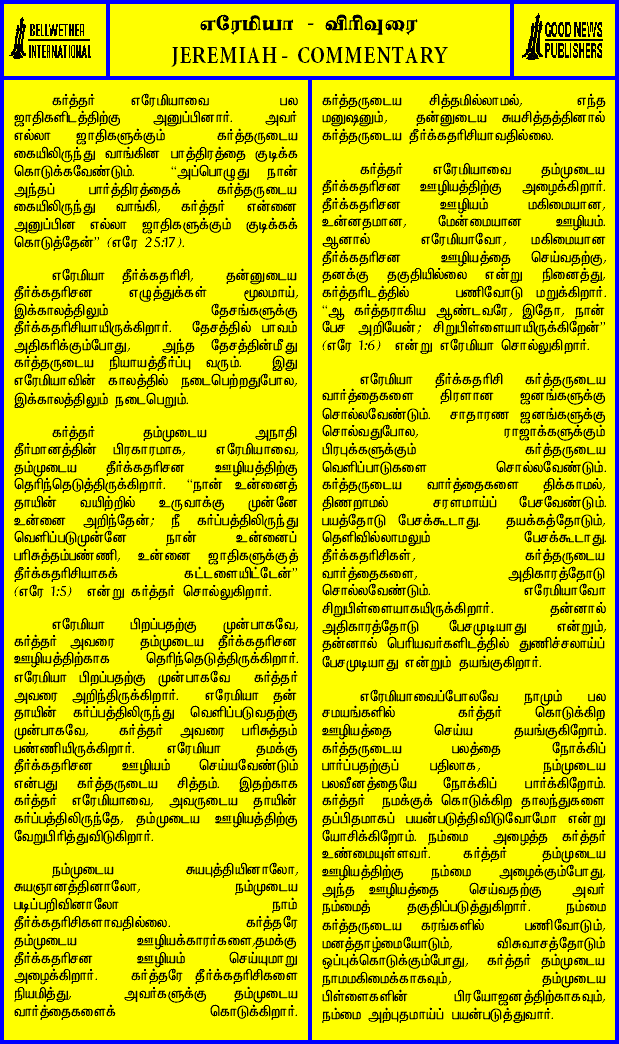 BELLWETHER
INTERNATIONAL
எரேமியா - விரிவுரை
JEREMIAH - COMMENTARY
GOOD NEWS
PUBLISHERS
கர்த்தர் எரேமியாவை பல
ஜாதிகளிடத்திற்கு அனுப்பினார். அவர்
எல்லா ஜாதிகளுக்கும் கர்த்தருடைய
கையிலிருந்து வாங்கின பாத்திரத்தை குடிக்க
கொடுக்கவேண்டும். “அப்பொழுது நான்
அந்தப் பார்த்திரத்தைக் கர்த்தருடைய
கையிலிருந்து வாங்கி, கர்த்தர் என்னை
அனுப்பின எல்லா ஜாதிகளுக்கும் குடிக்கக்
கொடுத்தேன்” (எரே 25:17).
எரேமியா தீர்க்கதரிசி, தன்னுடைய
தீர்க்கதரிசன எழுத்துக்கள் மூலமாய்,
இக்காலத்திலும் தேசங்களுக்கு
தீர்க்கதரிசியாயிருக்கிறார். தேசத்தில் பாவம்
அதிகரிக்கும்போது, அந்த தேசத்தின்மீது
கர்த்தருடைய நியாயத்தீர்ப்பு வரும். இது
எரேமியாவின் காலத்தில் நடைபெற்றதுபோல,
இக்காலத்திலும் நடைபெறும்.
கர்த்தர் தம்முடைய அநாதி
தீர்மானத்தின் பிரகாரமாக, எரேமியாவை,
தம்முடைய தீர்க்கதரிசன ஊழியத்திற்கு
தெரிந்தெடுத்திருக்கிறார். “நான் உன்னைத்
தாயின் வயிற்றில் உருவாக்கு முன்னே
உன்னை அறிந்தேன்; நீ கர்ப்பத்திலிருந்து
வெளிப்படுமுன்னே நான் உன்னைப்
பரிசுத்தம்பண்ணி, உன்னை ஜாதிகளுக்குத்
தீர்க்கதரிசியாகக் கட்டளையிட்டேன்”
(எரே 1:5) என்று கர்த்தர் சொல்லுகிறார்.
எரேமியா பிறப்பதற்கு முன்பாகவே,
கர்த்தர் அவரை தம்முடைய தீர்க்கதரிசன
ஊழியத்திற்காக தெரிந்தெடுத்திருக்கிறார்.
எரேமியா பிறப்பதற்கு முன்பாகவே கர்த்தர்
அவரை அறிந்திருக்கிறார். எரேமியா தன்
தாயின் கர்ப்பத்திலிருந்து வெளிப்படுவதற்கு
முன்பாகவே, கர்த்தர் அவரை பரிசுத்தம்
பண்ணியிருக்கிறார். எரேமியா தமக்கு
தீர்க்கதரிசன ஊழியம் செய்யவேண்டும்
என்பது கர்த்தருடைய சித்தம். இதற்காக
கர்த்தர் எரேமியாவை, அவருடைய தாயின்
கர்ப்பத்திலிருந்தே, தம்முடைய ஊழியத்திற்கு
வேறுபிரித்துவிடுகிறார்.
நம்முடைய சுயபுத்தியினாலோ,
சுயஞானத்தினாலோ, நம்முடைய
படிப்பறிவினாலோ நாம்
தீர்க்கதரிசிகளாவதில்லை. கர்த்தரே
தம்முடைய ஊழியக்காரர்களை,தமக்கு
தீர்க்கதரிசன ஊழியம் செய்யுமாறு
அழைக்கிறார். கர்த்தரே தீர்க்கதரிசிகளை
நியமித்து, அவர்களுக்கு தம்முடைய
வார்த்தைகளைக் கொடுக்கிறார்.
கர்த்தருடைய சித்தமில்லாமல், எந்த
மனுஷனும், தன்னுடைய சுயசித்தத்தினால்
கர்த்தருடைய தீர்க்கதரிசியாவதில்லை.
கர்த்தர் எரேமியாவை தம்முடைய
தீர்க்கதரிசன ஊழியத்திற்கு அழைக்கிறார்.
தீர்க்கதரிசன ஊழியம் மகிமையான,
உன்னதமான, மேன்மையான ஊழியம்.
ஆனால் எரேமியாவோ, மகிமையான
தீர்க்கதரிசன ஊழியத்தை செய்வதற்கு,
தனக்கு தகுதியில்லை என்று நினைத்து,
கர்த்தரிடத்தில் பணிவோடு மறுக்கிறார்.
“ஆ கர்த்தராகிய ஆண்டவரே, இதோ, நான்
பேச அறியேன்; சிறுபிள்ளையாயிருக்கிறேன்”
(எரே 1:6) என்று எரேமியா சொல்லுகிறார்.
எரேமியா தீர்க்கதரிசி கர்த்தருடைய
வார்த்தைகளை திரளான ஜனங்களுக்கு
சொல்லவேண்டும். சாதாரண ஜனங்களுக்கு
சொல்வதுபோல, ராஜாக்களுக்கும்
பிரபுக்களுக்கும் கர்த்தருடைய
வெளிப்பாடுகளை சொல்லவேண்டும்.
கர்த்தருடைய வார்த்தைகளை திக்காமல்,
திணறாமல் சரளமாய்ப் பேசவேண்டும்.
பயத்தோடு பேசக்கூடாது. தயக்கத்தோடும்,
தெளிவில்லாமலும் பேசக்கூடாது.
தீர்க்கதரிசிகள், கர்த்தருடைய
வார்த்தைகளை, அதிகாரத்தோடு
சொல்லவேண்டும். எரேமியாவோ
சிறுபிள்ளையாகயிருக்கிறார். தன்னால்
அதிகாரத்தோடு பேசமுடியாது என்றும்,
தன்னால் பெரியவர்களிடத்தில் துணிச்சலாய்ப்
பேசமுடியாது என்றும் தயங்குகிறார்.
எரேமியாவைப்போலவே நாமும் பல
சமயங்களில் கர்த்தர் கொடுக்கிற
ஊழியத்தை செய்ய தயங்குகிறோம்.
கர்த்தருடைய பலத்தை நோக்கிப்
பார்ப்பதற்குப் பதிலாக, நம்முடைய
பலவீனத்தையே நோக்கிப் பார்க்கிறோம்.
கர்த்தர் நமக்குக் கொடுக்கிற தாலந்துகளை
தப்பிதமாகப் பயன்படுத்திவிடுவோமோ என்று
யோசிக்கிறோம். நம்மை அழைத்த கர்த்தர்
உண்மையுள்ளவர். கர்த்தர் தம்முடைய
ஊழியத்திற்கு நம்மை அழைக்கும்போது,
அந்த ஊழியத்தை செய்வதற்கு அவர்
நம்மைத் தகுதிப்படுத்துகிறார். நம்மை
கர்த்தருடைய கரங்களில் பணிவோடும்,
மனத்தாழ்மையோடும், விசுவாசத்தோடும்
ஒப்புக்கொடுக்கும்போது, கர்த்தர் தம்முடைய
நாமமகிமைக்காகவும், தம்முடைய
பிள்ளைகளின் பிரயோஜனத்திற்காகவும்,
நம்மை அற்புதமாய்ப் பயன்படுத்துவார்.